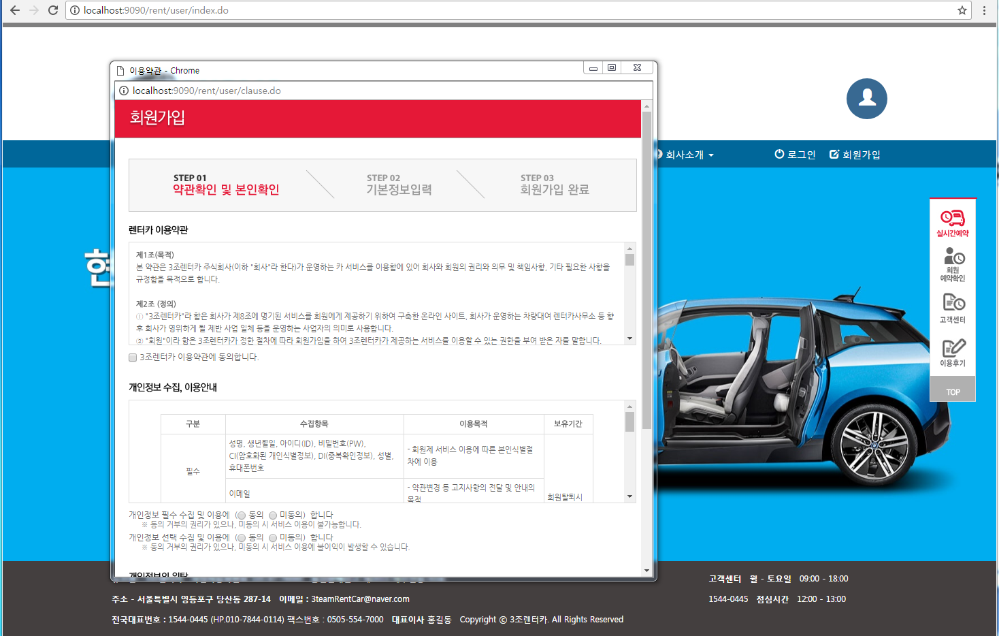 localhost:9090/rent/user/index.do
이용약관 - Chrome
localhost:9090/rent/user/clause.do
회원가입
회사소개
로그인
회원가입
STEP 01
약관확인 및 본인확인
STEP 02
기본정보입력
STEP 03
회원가입 완료
렌터카 이용약관
제1조(목적)
본 약관은 3조렌터카 주식회사(이하 "회사"라 한다)가 운영하는 카 서비스를 이용함에 있어 회사와 회원의 권리와 의무 및 책임사항, 기타 필요한 사항을
규정함을 목적으로 합니다.
제2조 (정의)
① "3조렌터카"라 함은 회사가 제8조에 명기된 서비스를 회원에게 제공하기 위하여 구축한 온라인 사이트, 회사가 운영하는 차량대여 렌터카사무소 등 향
후 회사가 영위하게 될 제반 사업 일체 등을 운영하는 사업자의 의미로 사용합니다.
② "회원"이라 함은 3조렌터카가 정한 절차에 따라 회원가입을 하여 3조렌터카가 제공하는 서비스를 이용할 수 있는 권한을 부여 받은 자를 말합니다.
3조렌터카 이용약관에 동의합니다.
개인정보 수집, 이용안내
구분 수집항목 이용목적 보유기간
필수
성명, 생년월일, 아이디(ID), 비밀번호(PW),
CI(암호화된 개인식별정보), DI(중복확인정보), 성별,
휴대폰번호
- 회원제 서비스 이용에 따른 본인식별절
차에 이용
이메일
- 약관변경 등 고지사항의 전달 및 안내의
목적
회원탈퇴시
개인정보 필수 수집 및 이용에 (동의 미동의) 합니다
※ 동의 거부의 권리가 있으나, 미동의 시 서비스 이용이 불가능합니다.
개인정보 선택 수집 및 이용에 (동의 미동의) 합니다
※ 동의 거부의 권리가 있으나, 미동의 시 서비스 이용에 불이익이 발생할 수 있습니다.
개인정보의 위탁
현
실시간예약
회원
예약확인
고객센터
이용후기
TOP
주소 - 서울특별시 영등포구 당산동 287-14 이메일 : 3teamRentCar@naver.com
전국대표번호 : 1544-0445 (HP.010-7844-0114) 팩스번호 : 0505-554-7000 대표이사 홍길동 Copyright ⓒ 3조렌터카. All Rights Reserved
고객센터 월 - 토요일 09:00 - 18:00
1544-0445 점심시간 12:00 - 13:00